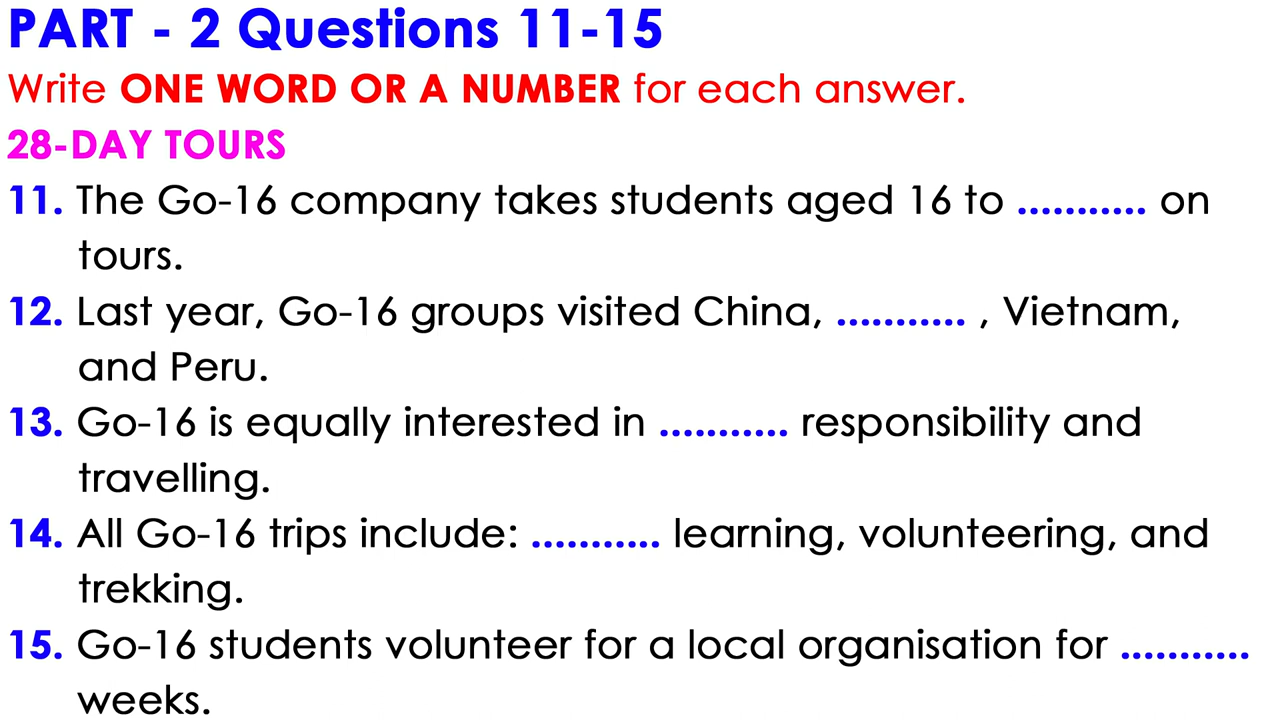 PART - 2 Questions 11-15
Write ONE WORD OR A NUMBER for each answer.
28-DAY TOURS
11. The Go-16 company takes students aged 16 to ........... on
tours.
12. Last year, Go-16 groups visited China, ........... , Vietnam,
and Peru.
13. Go-16 is equally interested in ........... responsibility and
travelling.
14. All Go-16 trips include: ........... learning, volunteering, and
trekking.
15. Go-16 students volunteer for a local organisation for ...........
weeks.